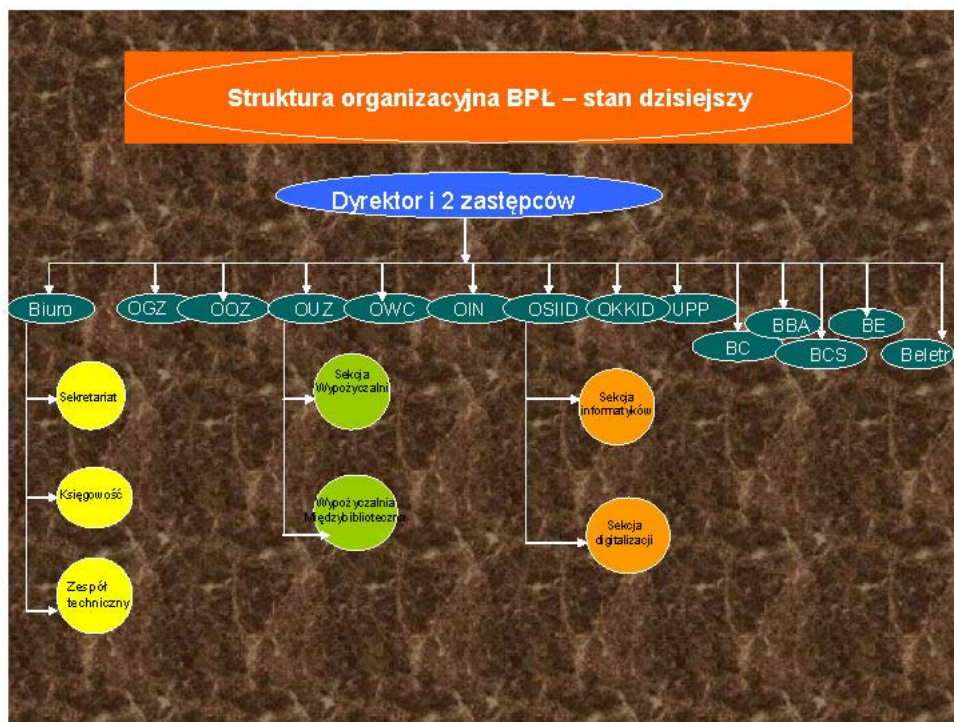 Struktura organizacyjna BPŁ – stan dzisiejszy
Dyrektor i 2 zastępców
Biuro
OGZ
OOZ
OUZ
OWC
OIN
OSIID
OKKID
UPP
BC
BBA
BCS
BE
Beletr
Sekretariat
Księgowość
Zespół
techniczny
Sekcja
Wypożyczalni
Wypożyczalnia
Międzybiblioteczna
Sekcja
informatyków
Sekcja
digitalizacji